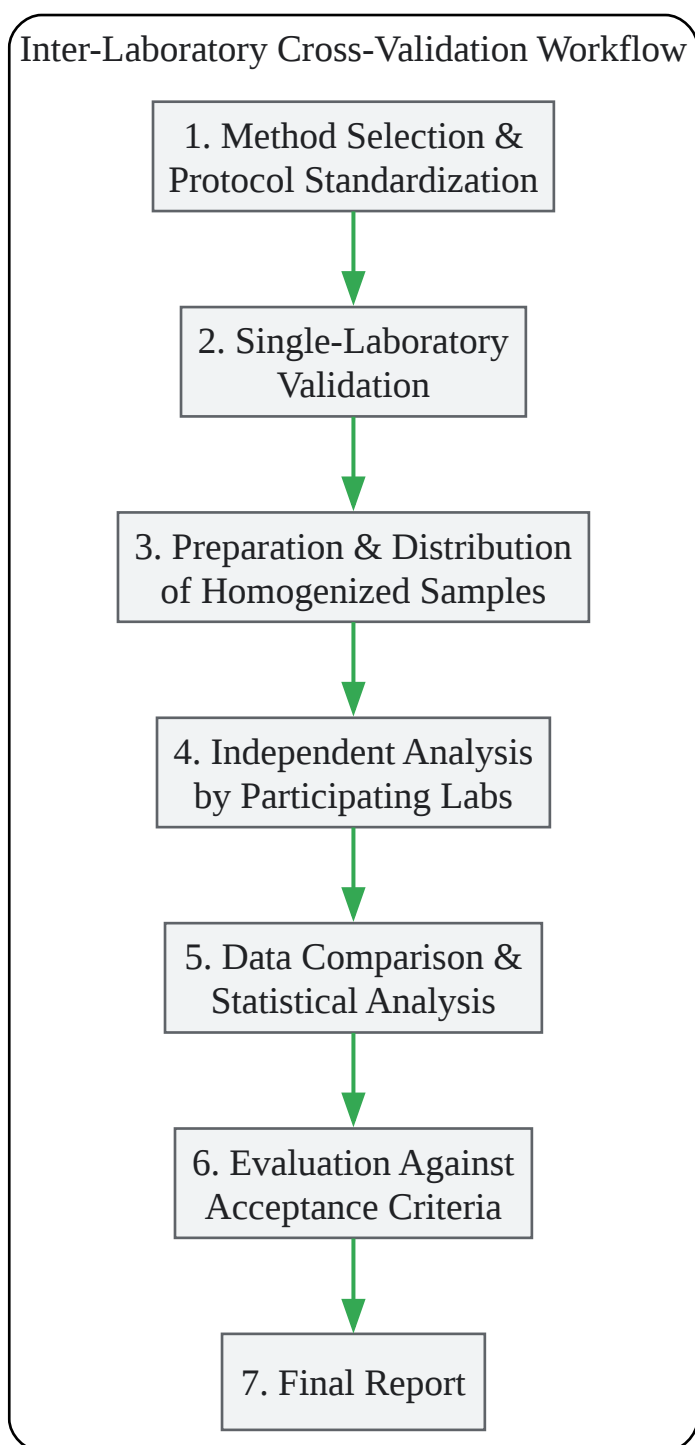 Inter-Laboratory Cross-Validation Workflow
1. Method Selection &
Protocol Standardization
2. Single-Laboratory
Validation
3. Preparation & Distribution
of Homogenized Samples
4. Independent Analysis
by Participating Labs
5. Data Comparison &
Statistical Analysis
6. Evaluation Against
Acceptance Criteria
7. Final Report